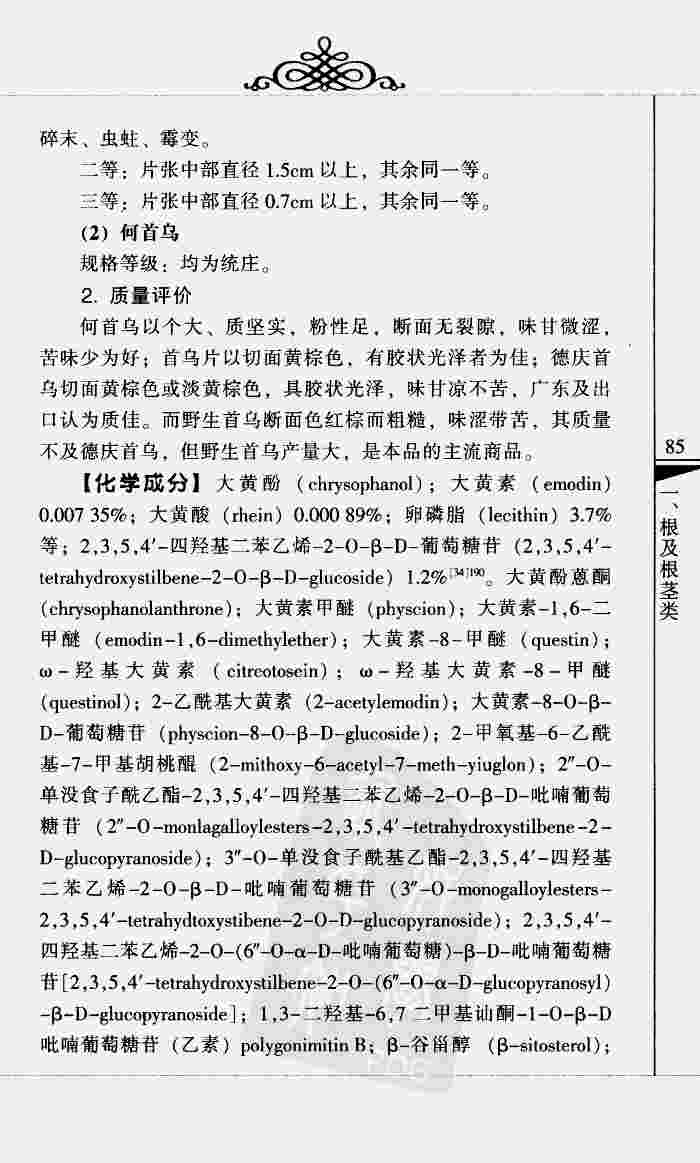 碎末、虫蛀、霉变。
二等：片张中部直径 1.5cm 以上，其余同一等。
三等：片张中部直径 0.7cm 以上，其余同一等。
(2) 何首乌
规格等级：均为统庄。
2. 质量评价
何首乌以个大、质坚实，粉性足，断面无裂隙，味甘微涩，
苦味少为好；首乌片以切面黄棕色，有胶状光泽者为佳；德庆首
乌切面黄棕色或淡黄棕色，具胶状光泽，味甘凉不苦，广东及出
口认为质佳。而野生首乌断面色红棕而粗糙，味涩带苦，其质量
不及德庆首乌，但野生首乌产量大，是本品的主流商品。
【化学成分】 大黄酚 (chrysophanol)；大黄素 (emodin)
0.007 35%；大黄酸 (rhein) 0.000 89%；卵磷脂 (lecithin) 3.7%
等；2,3,5,4′-四羟基二苯乙烯-2-O-β-D-葡萄糖苷 (2,3,5,4′-
tetrahydroxystilbene-2-O-β-D-glucoside) 1.2%[34]190。大黄酚蒽酮
(chrysophanolanthrone)；大黄素甲醚 (physcion)；大黄素-1,6-二
甲醚 (emodin-1,6-dimethylether)；大黄素-8-甲醚 (questin)；
ω-羟基大黄素 (citreotosein)；ω-羟基大黄素-8-甲醚
(questinol)；2-乙酰基大黄素 (2-acetylemodin)；大黄素-8-O-β-
D-葡萄糖苷 (physcion-8-O-β-D-glucoside)；2-甲氧基-6-乙酰
基-7-甲基胡桃醌 (2-mithoxy-6-acetyl-7-meth-yiuglon)；2″-O-
单没食子酰乙酯-2,3,5,4′-四羟基二苯乙烯-2-O-β-D-吡喃葡萄
糖苷 (2″-O-monlagalloylesters-2,3,5,4′-tetrahydroxystilbene-2-
D-glucopyranoside)；3″-O-单没食子酰基乙酯-2,3,5,4′-四羟基
二苯乙烯-2-O-β-D-吡喃葡萄糖苷 (3″-O-monogalloylesters-
2,3,5,4′-tetrahydtoxystibene-2-O-D-glucopyranoside)；2,3,5,4′-
四羟基二苯乙烯-2-O-(6″-O-α-D-吡喃葡萄糖)-β-D-吡喃葡萄糖
苷[2,3,5,4′-tetrahydroxystilbene-2-O-(6″-O-α-D-glucopyranosyl)
-β-D-glucopyranoside]；1,3-二羟基-6,7 二甲基𠮿酮-1-O-β-D
吡喃葡萄糖苷 (乙素) polygonimitin B；β-谷甾醇 (β-sitosterol)；
85
一、根及根茎类